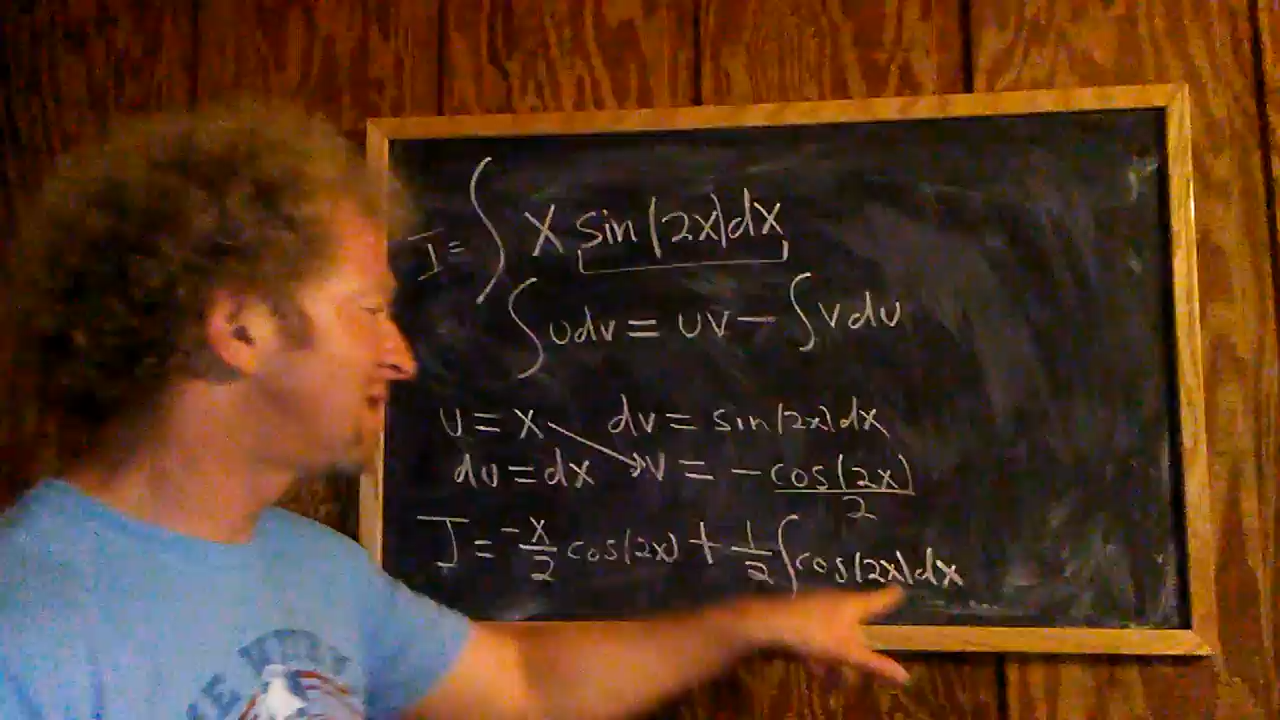 I = ∫ x sin(2x)dx
∫udv = uv − ∫vdu
u = x dv = sin(2x)dx
du = dx v = −cos(2x)/2
I = −x/2 cos(2x) + 1/2 ∫cos(2x)dx